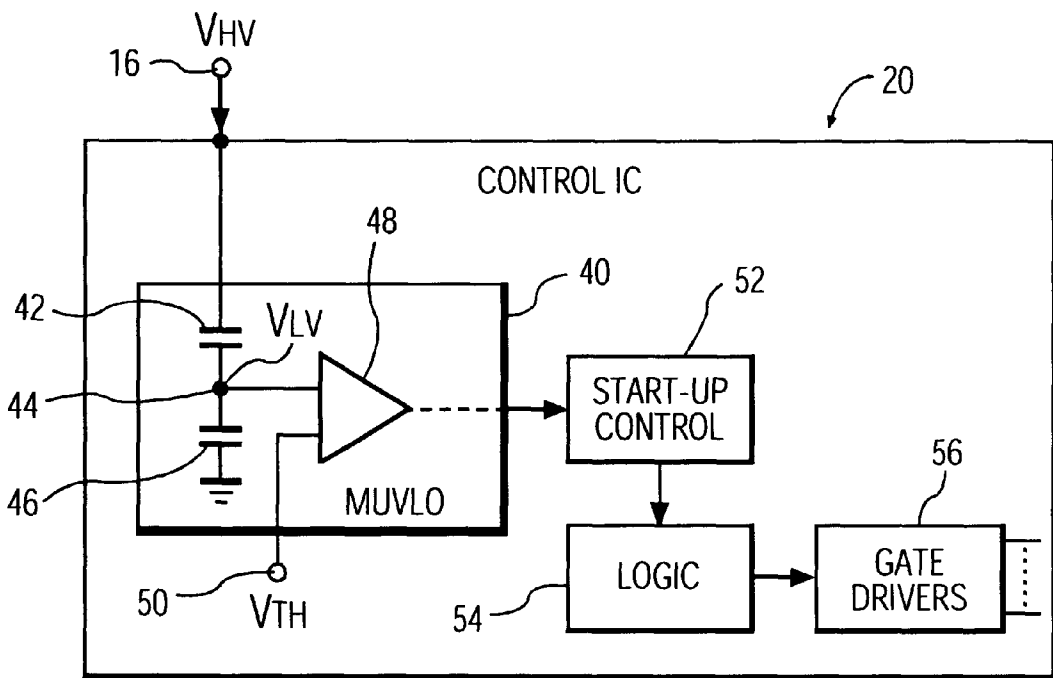 VHV
16
20
CONTROL IC
48
40
52
42
VLV
44
START-UP
CONTROL
46
MUVLO
56
50
VTH
54
LOGIC
GATE
DRIVERS